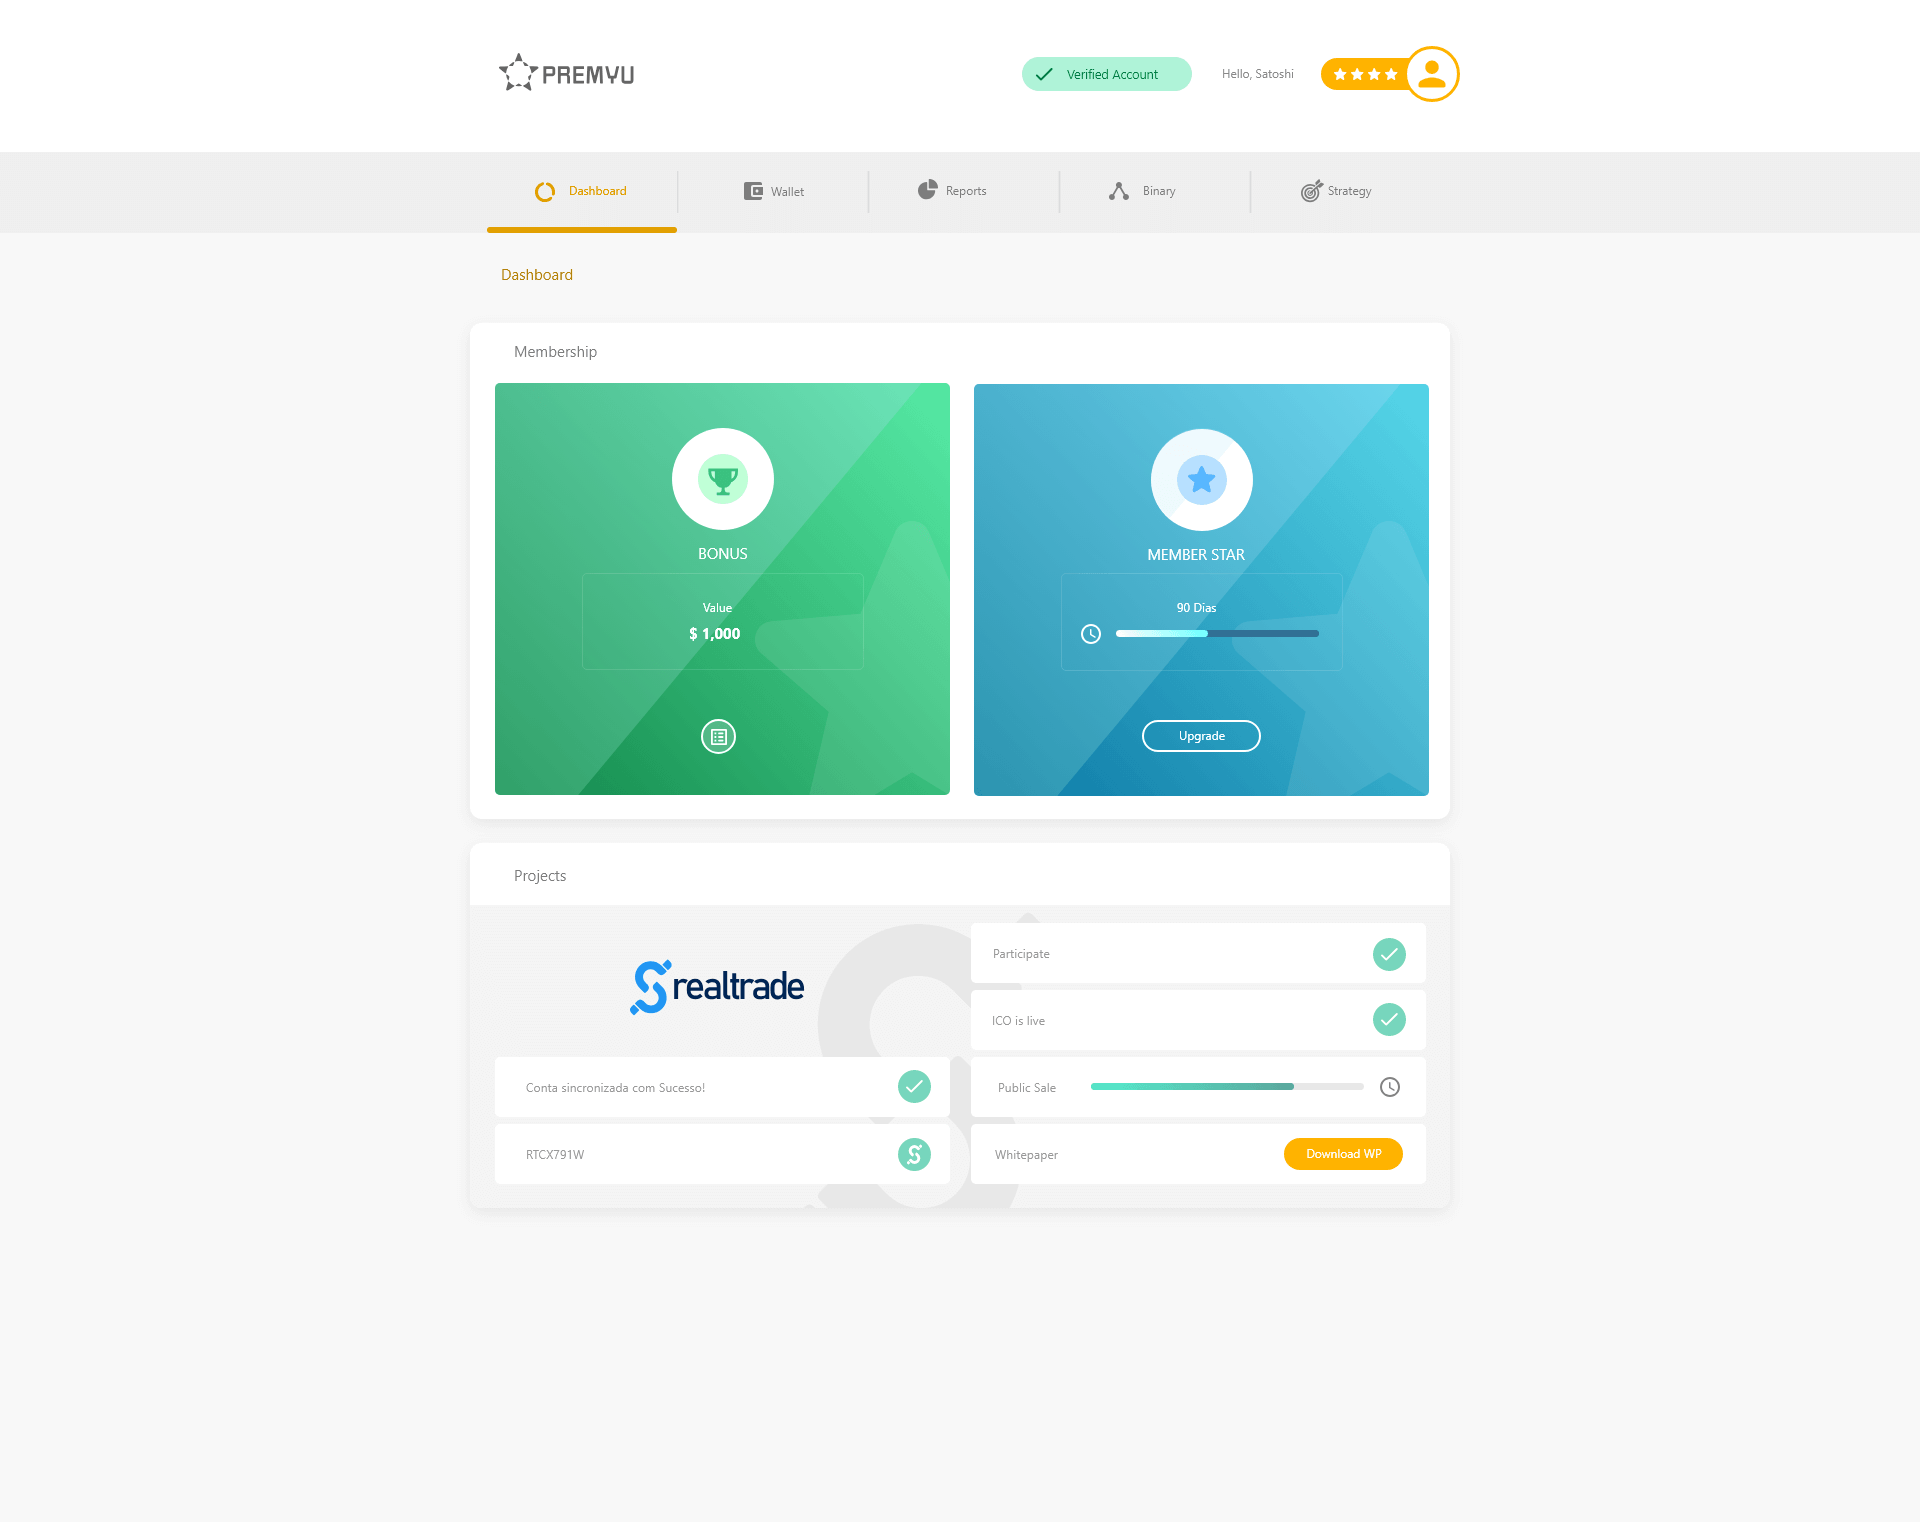 PREMYU
Verified Account
Hello, Satoshi
Dashboard
Wallet
Reports
Binary
Strategy
Dashboard
Membership
BONUS
Value
$ 1,000
MEMBER STAR
90 Dias
Upgrade
Projects
realtrade
Conta sincronizada com Sucesso!
RTCX791W
Participate
ICO is live
Public Sale
Whitepaper
Download WP